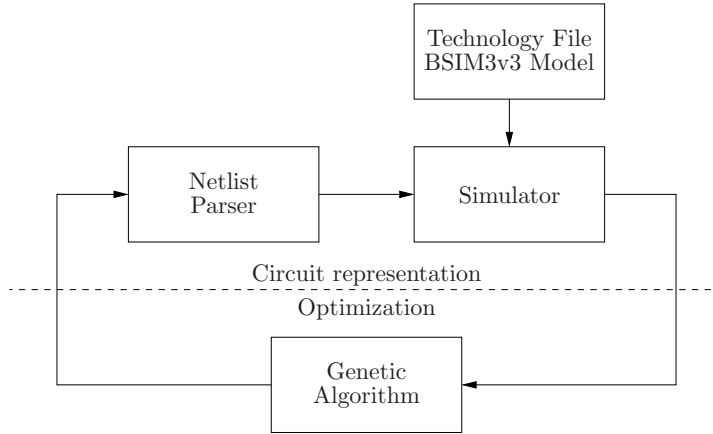 Technology File
BSIM3v3 Model
Netlist
Parser
Simulator
Circuit representation
Optimization
Genetic
Algorithm